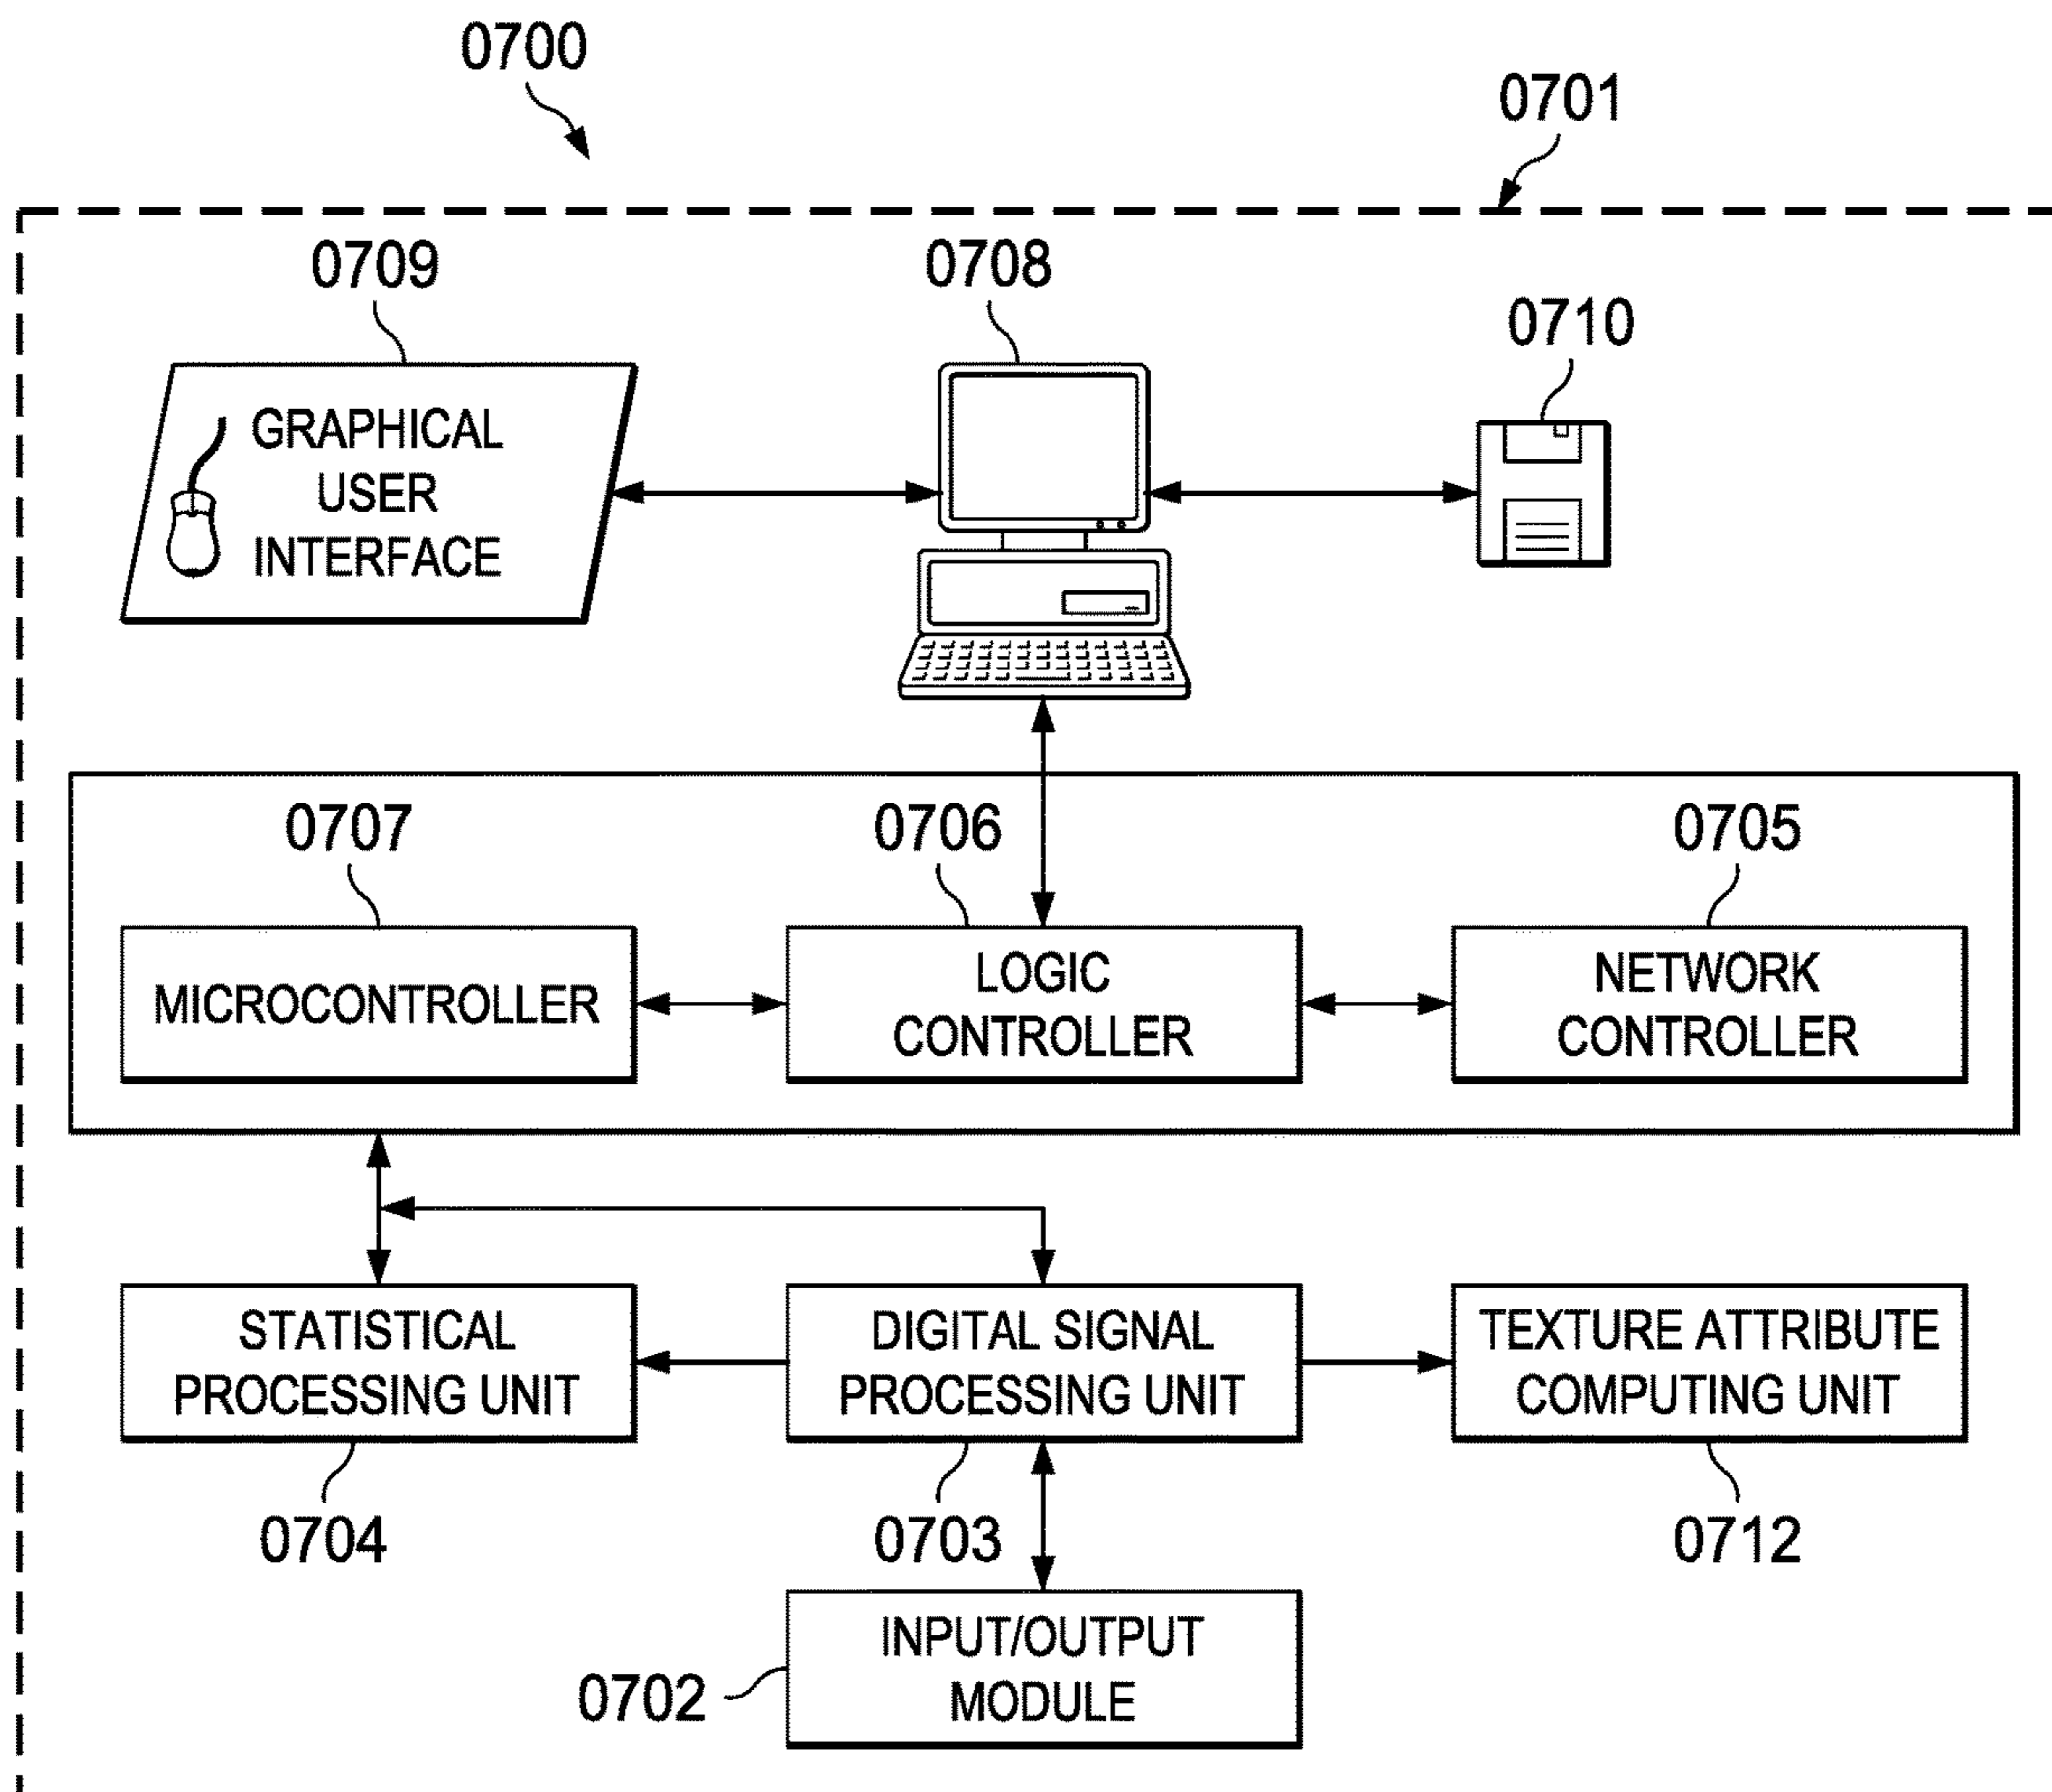 0700
0701
0709
0708
0710
GRAPHICAL
USER
INTERFACE
0707
0706
0705
MICROCONTROLLER
LOGIC
CONTROLLER
NETWORK
CONTROLLER
STATISTICAL
PROCESSING UNIT
DIGITAL SIGNAL
PROCESSING UNIT
TEXTURE ATTRIBUTE
COMPUTING UNIT
0704
0703
0712
INPUT/OUTPUT
MODULE
0702